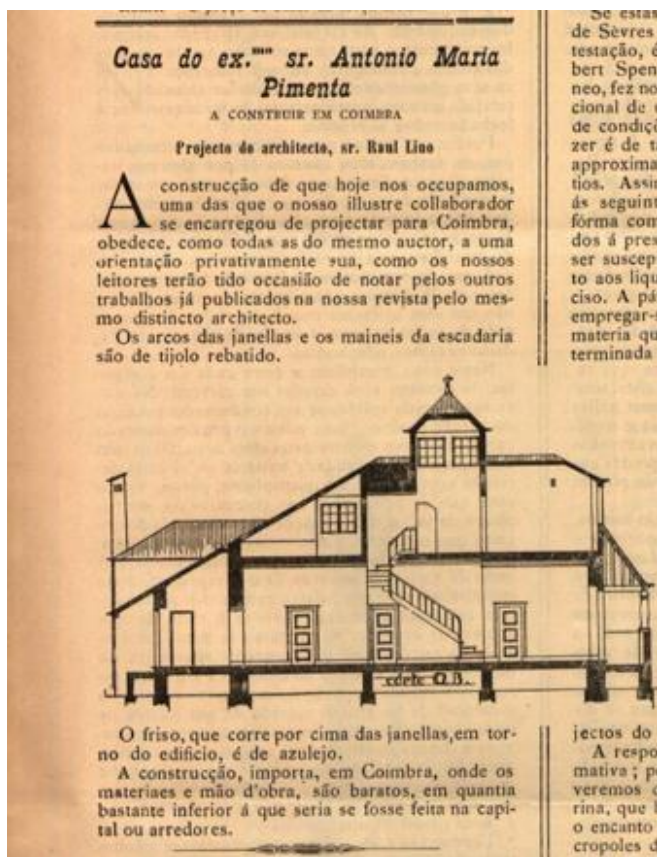 Casa do ex.mo sr. Antonio Maria
Pimenta
A CONSTRUIR EM COIMBRA
Projecto do architecto, sr. Raul Lino
A construcção de que hoje nos occupamos,
uma das que o nosso illustre collaborador
se encarregou de projectar para Coimbra,
obedece, como todas as do mesmo auctor, a uma
orientação privativamente sua, como os nossos
leitores terão tido occasião de notar pelos outros
trabalhos já publicados na nossa revista pelo mes-
mo distincto architecto.
Os arcos das janellas e os maineis da escadaria
são de tijolo rebatido.
O friso, que corre por cima das janellas, em tor-
no do edificio, é de azulejo.
A construcção, importa, em Coimbra, onde os
materiaes e mão d'obra, são baratos, em quantia
bastante inferior á que seria se fosse feita na capi-
tal ou arredores.
Se estas
de Sèvres
testação, é
bert Spen
neo, fez no
cional de
de condiçõ
zer é de ta
approxima
tios. Assim
ás seguint
fórma com
dos á pres
ser suscep
to aos liqu
ciso. A pá
empregar-s
materia qu
terminada
jectos do
A respo
mativa; po
veremos
rina, que
o encanto
cropoles d